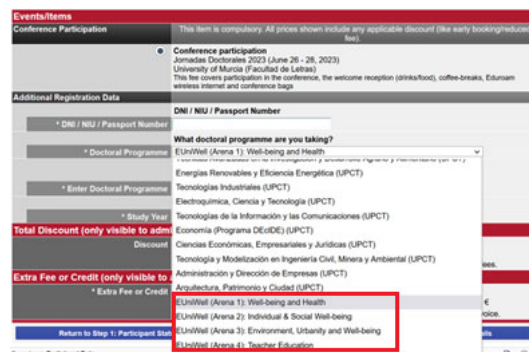 Events/Items
Conference Participation
This item is compulsory. All prices shown include any applicable discount (like early booking/reduced fee).
Conference participation
Jornadas Doctorales 2023 (June 26 - 28, 2023)
University of Murcia (Facultad de Letras)
This fee covers participation in the conference, the welcome reception (drinks/food), coffee-breaks, Eduroam
wireless internet and conference bags
Additional Registration Data
DNI / NIU / Passport Number
* DNI / NIU / Passport Number
What doctoral programme are you taking?
* Doctoral Programme
EUniWell (Arena 1): Well-being and Health
Energías Renovables y Eficiencia Energética (UPCT)
Tecnologías Industriales (UPCT)
* Enter Doctoral Programme
Electroquímica, Ciencia y Tecnología (UPCT)
* Study Year
Tecnologías de la Información y las Comunicaciones (UPCT)
Total Discount (only visible to admi
Economía (Programa DEcIDE) (UPCT)
Discount
Ciencias Económicas, Empresariales y Jurídicas (UPCT)
Tecnología y Modelización en Ingeniería Civil, Minera y Ambiental (UPCT)
ees.
Administración y Dirección de Empresas (UPCT)
Extra Fee or Credit (only visible to a
Arquitectura, Patrimonio y Ciudad (UPCT)
* Extra Fee or Credit
EUniWell (Arena 1): Well-being and Health
€
EUniWell (Arena 2): Individual & Social Well-being
voice.
Return to Step 1: Participant Stat
EUniWell (Arena 3): Environment, Urbanity and Well-being
ils
EUniWell (Arena 4): Teacher Education